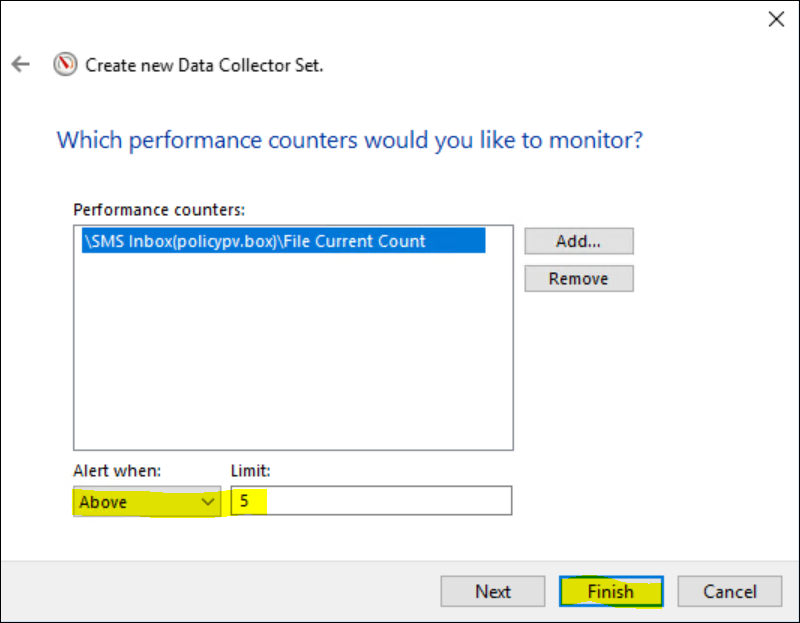 Create new Data Collector Set.
Which performance counters would you like to monitor?
Performance counters:
\SMS Inbox(policypv.box)\File Current Count
Add...
Remove
Alert when:
Limit:
Above
5
Next
Finish
Cancel